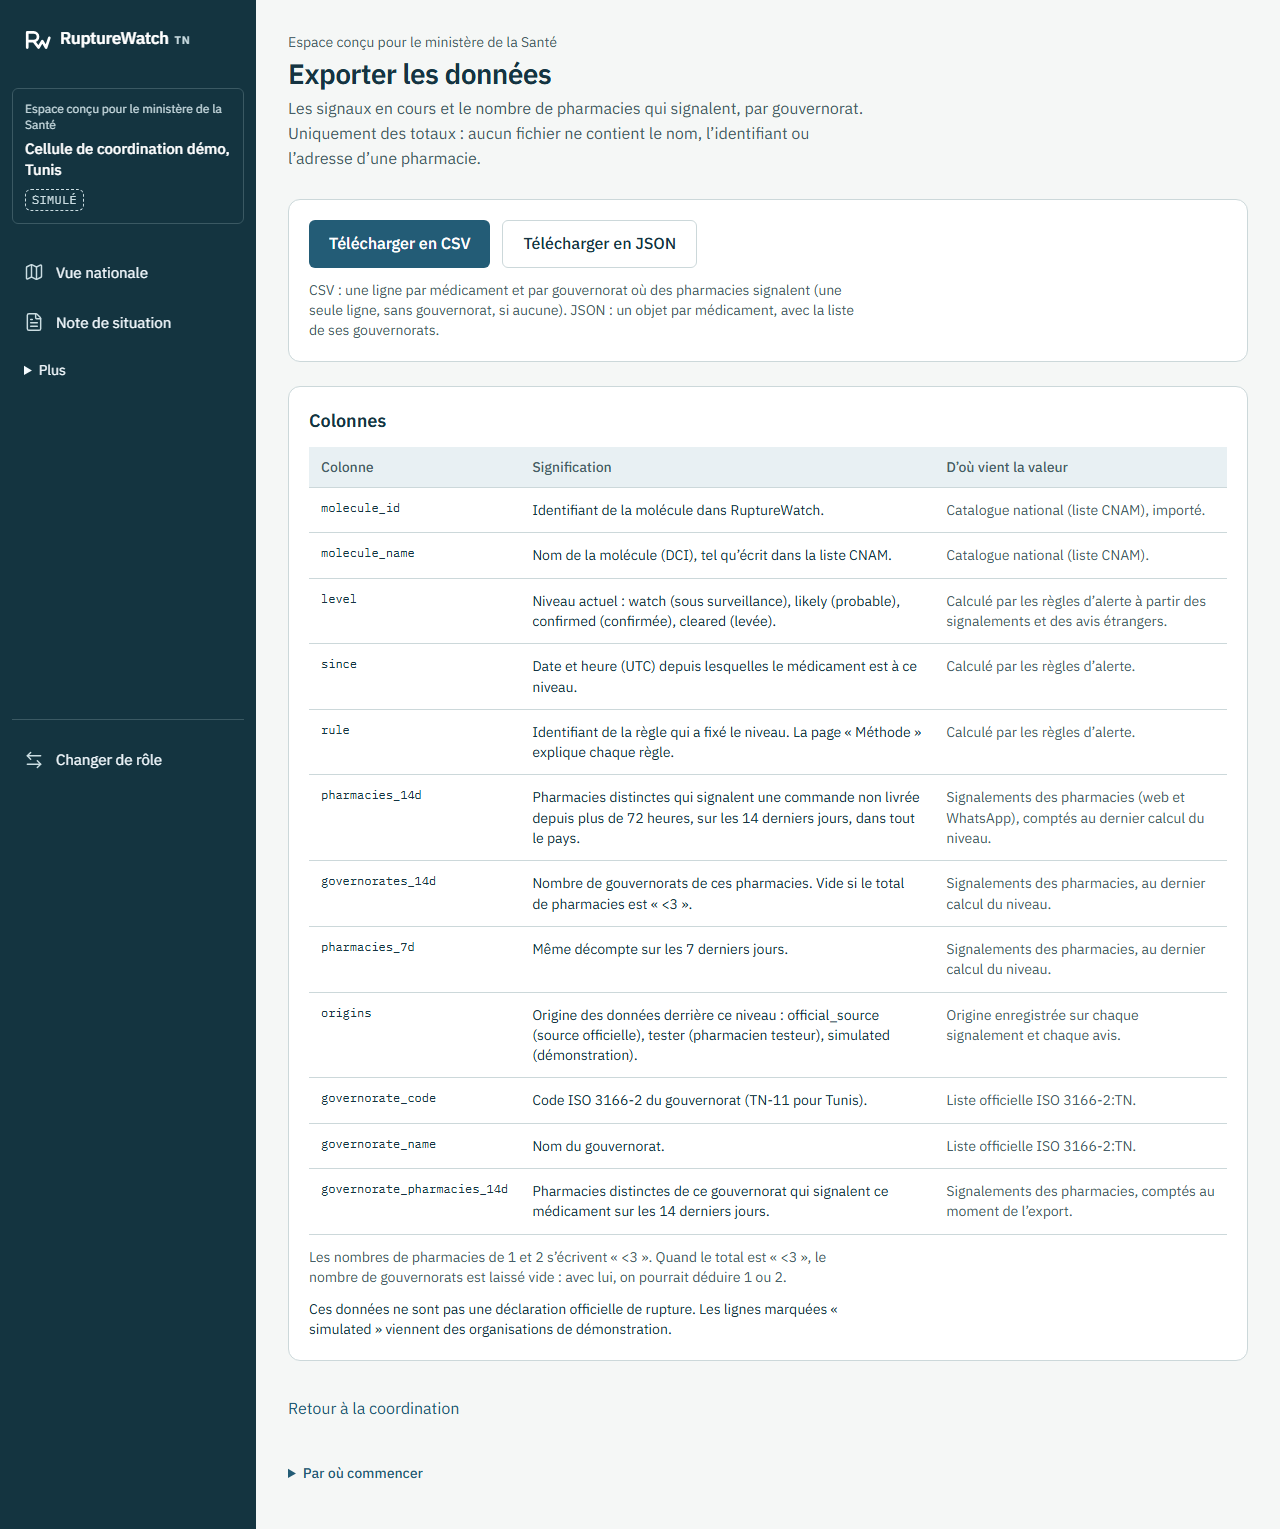 RuptureWatch TN
Espace conçu pour le ministère de la
Santé
Cellule de coordination démo,
Tunis
SIMULÉ
Vue nationale
Note de situation
Plus
Changer de rôle
Espace conçu pour le ministère de la Santé
Exporter les données
Les signaux en cours et le nombre de pharmacies qui signalent, par gouvernorat.
Uniquement des totaux : aucun fichier ne contient le nom, l’identifiant ou
l’adresse d’une pharmacie.
Télécharger en CSV
Télécharger en JSON
CSV : une ligne par médicament et par gouvernorat où des pharmacies signalent (une
seule ligne, sans gouvernorat, si aucune). JSON : un objet par médicament, avec la liste
de ses gouvernorats.
Colonnes
Colonne Signification D’où vient la valeur
molecule_id Identifiant de la molécule dans RuptureWatch. Catalogue national (liste CNAM), importé.
molecule_name Nom de la molécule (DCI), tel qu’écrit dans la liste CNAM. Catalogue national (liste CNAM).
level Niveau actuel : watch (sous surveillance), likely (probable), Calculé par les règles d’alerte à partir des
confirmed (confirmée), cleared (levée). signalements et des avis étrangers.
since Date et heure (UTC) depuis lesquelles le médicament est à ce Calculé par les règles d’alerte.
niveau.
rule Identifiant de la règle qui a fixé le niveau. La page « Méthode » Calculé par les règles d’alerte.
explique chaque règle.
pharmacies_14d Pharmacies distinctes qui signalent une commande non livrée Signalements des pharmacies (web et
depuis plus de 72 heures, sur les 14 derniers jours, dans tout WhatsApp), comptés au dernier calcul du
le pays. niveau.
governorates_14d Nombre de gouvernorats de ces pharmacies. Vide si le total Signalements des pharmacies, au dernier
de pharmacies est « <3 ». calcul du niveau.
pharmacies_7d Même décompte sur les 7 derniers jours. Signalements des pharmacies, au dernier
calcul du niveau.
origins Origine des données derrière ce niveau : official_source Origine enregistrée sur chaque
(source officielle), tester (pharmacien testeur), simulated signalement et chaque avis.
(démonstration).
governorate_code Code ISO 3166-2 du gouvernorat (TN-11 pour Tunis). Liste officielle ISO 3166-2:TN.
governorate_name Nom du gouvernorat. Liste officielle ISO 3166-2:TN.
governorate_pharmacies_14d Pharmacies distinctes de ce gouvernorat qui signalent ce Signalements des pharmacies, comptés au
médicament sur les 14 derniers jours. moment de l’export.
Les nombres de pharmacies de 1 et 2 s’écrivent « <3 ». Quand le total est « <3 », le
nombre de gouvernorats est laissé vide : avec lui, on pourrait déduire 1 ou 2.
Ces données ne sont pas une déclaration officielle de rupture. Les lignes marquées «
simulated » viennent des organisations de démonstration.
Retour à la coordination
Par où commencer